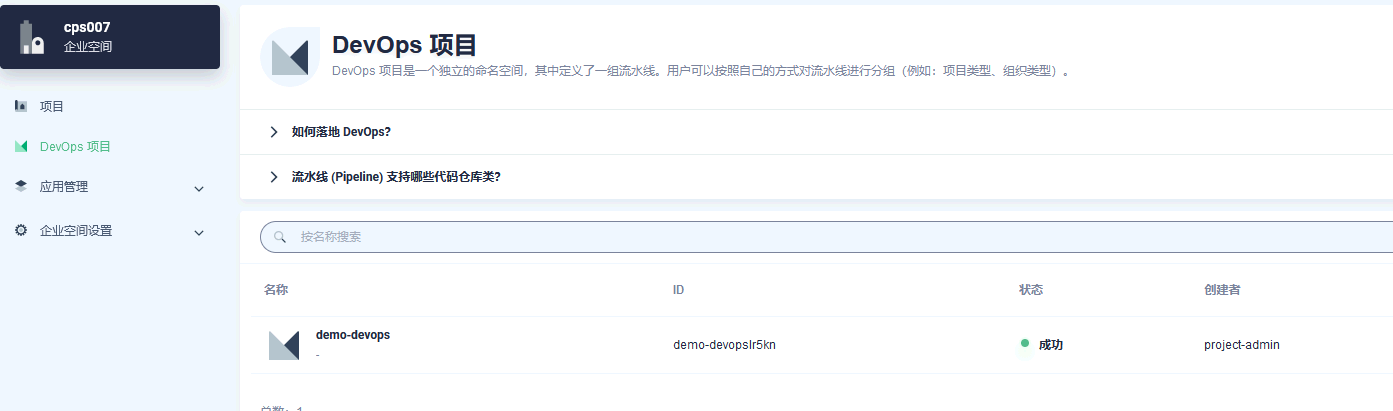 cps007
企业空间
项目
DevOps 项目
应用管理
企业空间设置
DevOps 项目
DevOps 项目是一个独立的命名空间，其中定义了一组流水线。用户可以按照自己的方式对流水线进行分组（例如：项目类型、组织类型）。
如何落地 DevOps?
流水线 (Pipeline) 支持哪些代码仓库类?
按名称搜索
名称 ID 状态 创建者
demo-devops
-
demo-devopslr5kn 成功 project-admin
总数：1